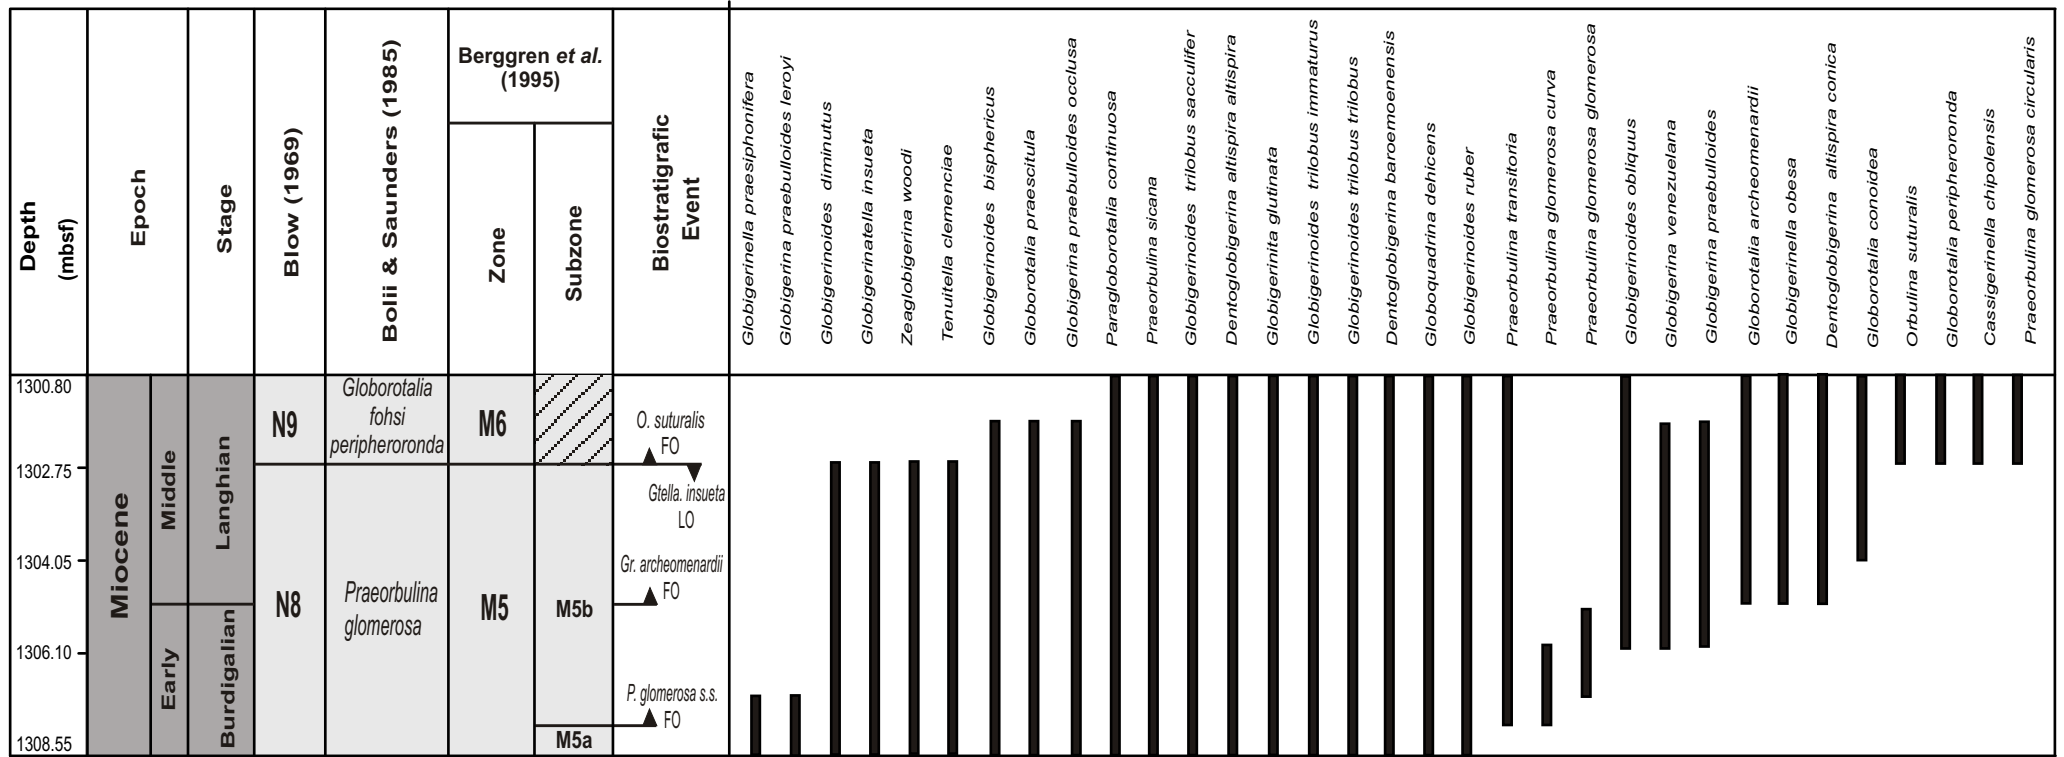 Depth
(mbsf)
Epoch
Stage
Blow (1969)
Bolii & Saunders (1985)
Berggren et al.
(1995)
Zone
Subzone
Biostratigrafic
Event
Globigerinella praesiphonifera
Globigerina praebulloides leroyi
Globigerinoides diminutus
Globigerinatella insueta
Zeaglobigerina woodi
Tenuitella clemenciae
Globigerinoides bisphericus
Globorotalia praescitula
Globigerina praebulloides occlusa
Paragloborotalia continuosa
Praeorbulina sicana
Globigerinoides trilobus sacculifer
Dentoglobigerina altispira altispira
Globigerinita glutinata
Globigerinoides trilobus immaturus
Globigerinoides trilobus trilobus
Dentoglobigerina baroemoenensis
Globoquadrina dehicens
Globigerinoides ruber
Praeorbulina transitoria
Praeorbulina glomerosa curva
Praeorbulina glomerosa glomerosa
Globigerinoides obliquus
Globigerina venezuelana
Globigerina praebulloides
Globorotalia archeomenardii
Globigerinella obesa
Dentoglobigerina altispira conica
Globorotalia conoidea
Orbulina suturalis
Globorotalia peripheronda
Cassigerinella chipolensis
Praeorbulina glomerosa circularis
1300.80
1302.75
1304.05
1306.10
1308.55
Miocene
Middle
Early
Langhian
Burdigalian
N9
N8
Globorotalia
fohsi
peripheroronda
Praeorbulina
glomerosa
M6
M5
M5b
M5a
O. suturalis
FO
Gtella. insueta
LO
Gr. archeomenardii
FO
P. glomerosa s.s.
FO